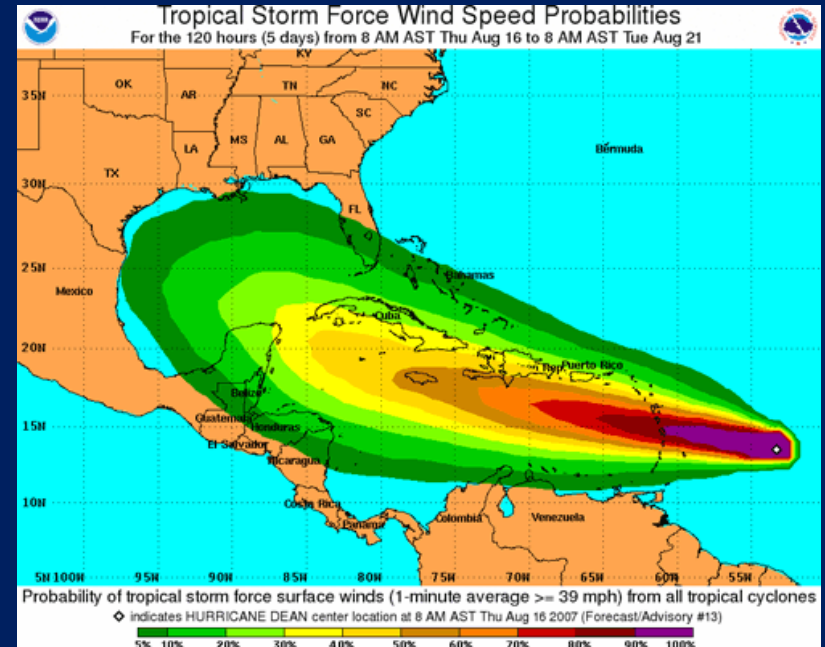 Tropical Storm Force Wind Speed Probabilities
For the 120 hours (5 days) from 8 AM AST Thu Aug 16 to 8 AM AST Tue Aug 21
KY
OK
TN
NC
AR
35N
SC
MS
AL
GA
LA
Bermuda
TX
30N
FL
25N
Bahamas
Mexico
Cuba
20N
Rep.
Puerto Rico
Belize
15N
Guatemala
Honduras
El Salvador
Nicaragua
10N
Costa Rica
Colombia
Venezuela
Panama
5N 100W 95W 90W 85W 80W 75W 70W 60W 55W
Probability of tropical storm force surface winds (1-minute average >= 39 mph) from all tropical cyclones
◇ indicates HURRICANE DEAN center location at 8 AM AST Thu Aug 16 2007 (Forecast/Advisory #13)
5% 10% 20% 30% 40% 50% 60% 70% 80% 90% 100%